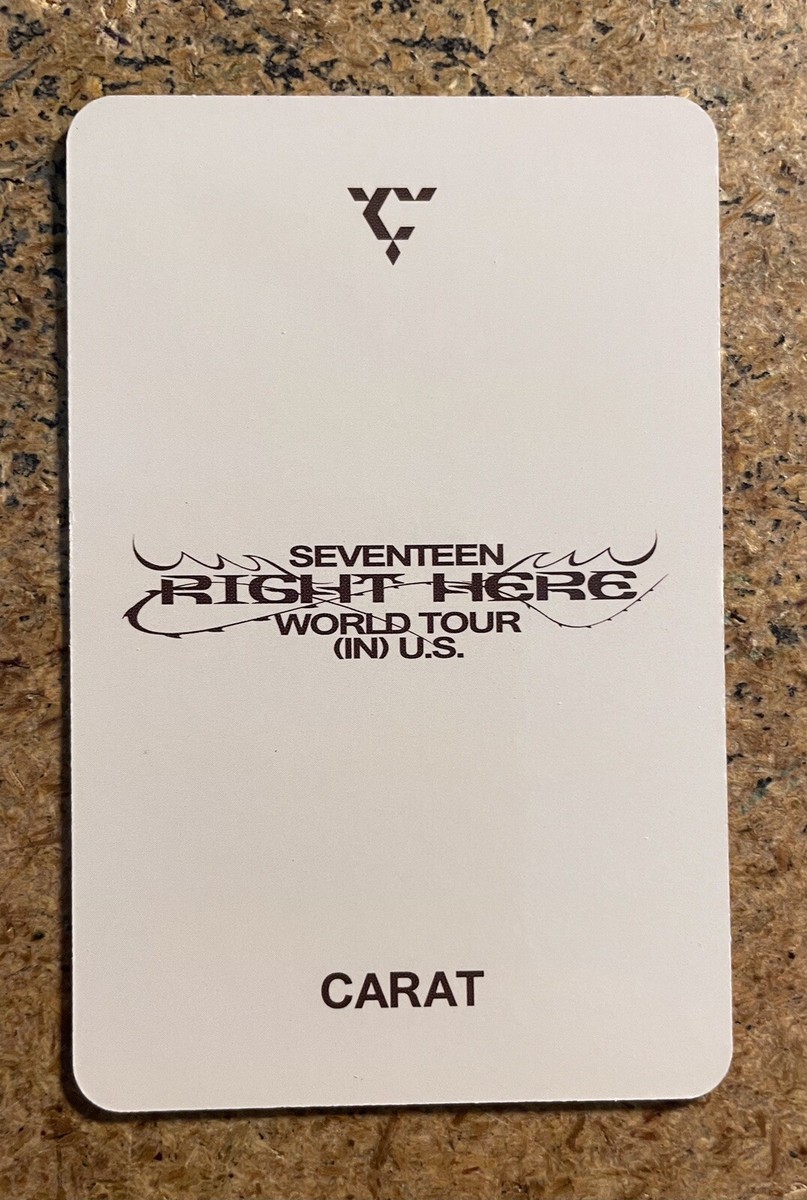 SEVENTEEN
RIGHT HERE
WORLD TOUR
(IN) U.S.
CARAT